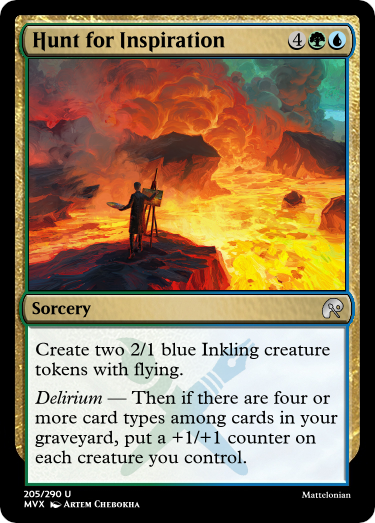 Hunt for Inspiration 4
Sorcery
Create two 2/1 blue Inkling creature
tokens with flying.
Delirium — Then if there are four or
more card types among cards in your
graveyard, put a +1/+1 counter on
each creature you control.
205/290 U
Mattelonian
MVX Artem Chebokha